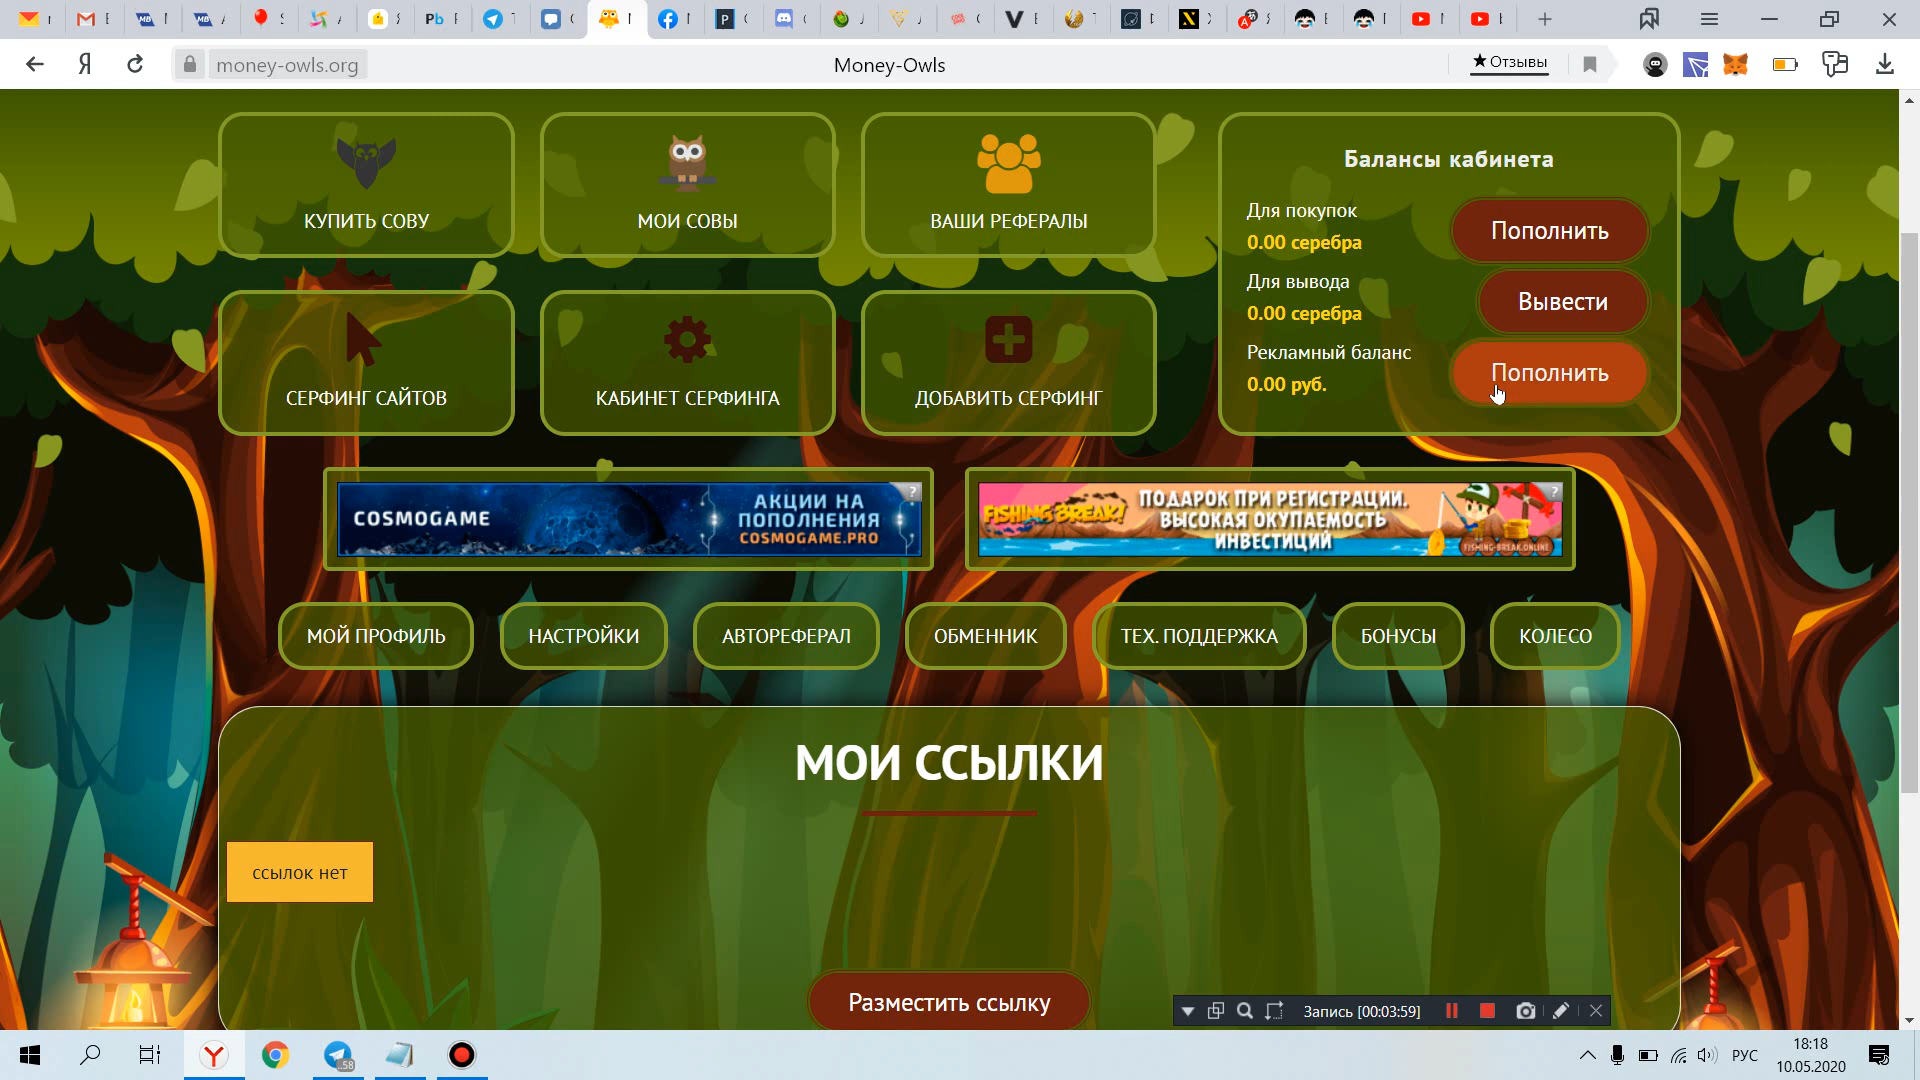 money-owls.org
Money-Owls
★ Отзывы
КУПИТЬ СОВУ
МОИ СОВЫ
ВАШИ РЕФЕРАЛЫ
СЕРФИНГ САЙТОВ
КАБИНЕТ СЕРФИНГА
ДОБАВИТЬ СЕРФИНГ
Балансы кабинета
Для покупок
0.00 серебра
Пополнить
Для вывода
0.00 серебра
Вывести
Рекламный баланс
0.00 руб.
Пополнить
COSMOGAME
АКЦИИ НА
ПОПОЛНЕНИЯ
COSMOGAME.PRO
?
FISHING BREAK!
ПОДАРОК ПРИ РЕГИСТРАЦИИ.
ВЫСОКАЯ ОКУПАЕМОСТЬ
ИНВЕСТИЦИЙ
FISHING-BREAK.ONLINE
?
МОЙ ПРОФИЛЬ
НАСТРОЙКИ
АВТОРЕФЕРАЛ
ОБМЕННИК
ТЕХ. ПОДДЕРЖКА
БОНУСЫ
КОЛЕСО
МОИ ССЫЛКИ
ссылок нет
Разместить ссылку
Запись [00:03:59]
58
РУС
18:18
10.05.2020